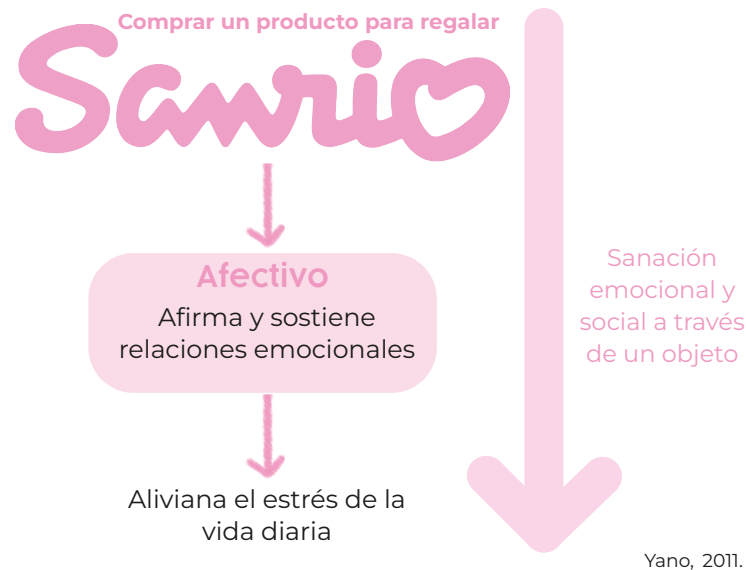 Comprar un producto para regalar
Sanrio
Afectivo
Afirma y sostiene
relaciones emocionales
Aliviana el estrés de la
vida diaria
Sanación
emocional y
social a través
de un objeto
Yano, 2011.